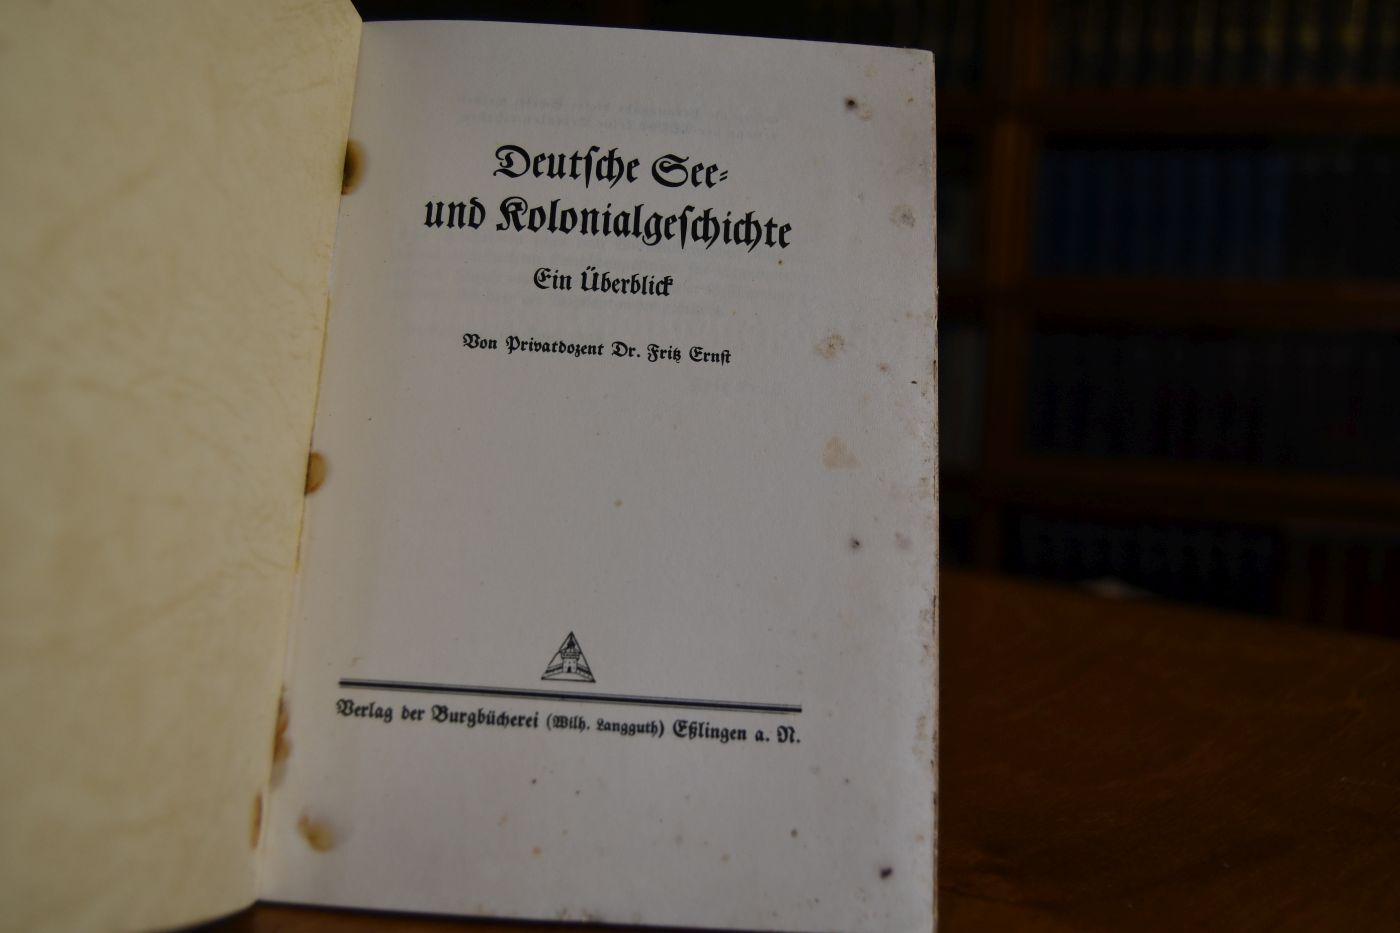 Deutſche See-
und Kolonialgeſchichte
Ein Überblick
Von Privatdozent Dr. Fritz Ernſt
Verlag der Burgbücherei (Wilh. Langguth) Eßlingen a. N.